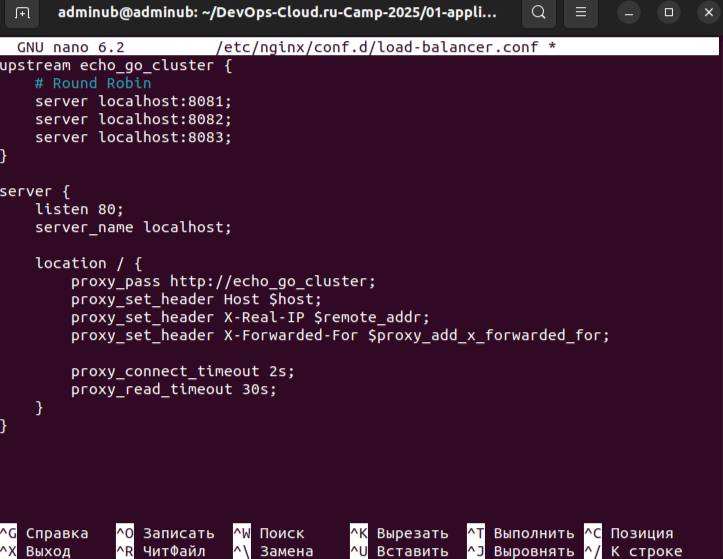 adminub@adminub: ~/DevOps-Cloud.ru-Camp-2025/01-appli...
GNU nano 6.2 /etc/nginx/conf.d/load-balancer.conf *
upstream echo_go_cluster {
    # Round Robin
    server localhost:8081;
    server localhost:8082;
    server localhost:8083;
}
server {
    listen 80;
    server_name localhost;
    location / {
        proxy_pass http://echo_go_cluster;
        proxy_set_header Host $host;
        proxy_set_header X-Real-IP $remote_addr;
        proxy_set_header X-Forwarded-For $proxy_add_x_forwarded_for;
        proxy_connect_timeout 2s;
        proxy_read_timeout 30s;
    }
}
^G Справка ^O Записать ^W Поиск ^K Вырезать ^T Выполнить ^C Позиция
^X Выход ^R ЧитФайл ^\ Замена ^U Вставить ^J Выровнять ^/ К строке